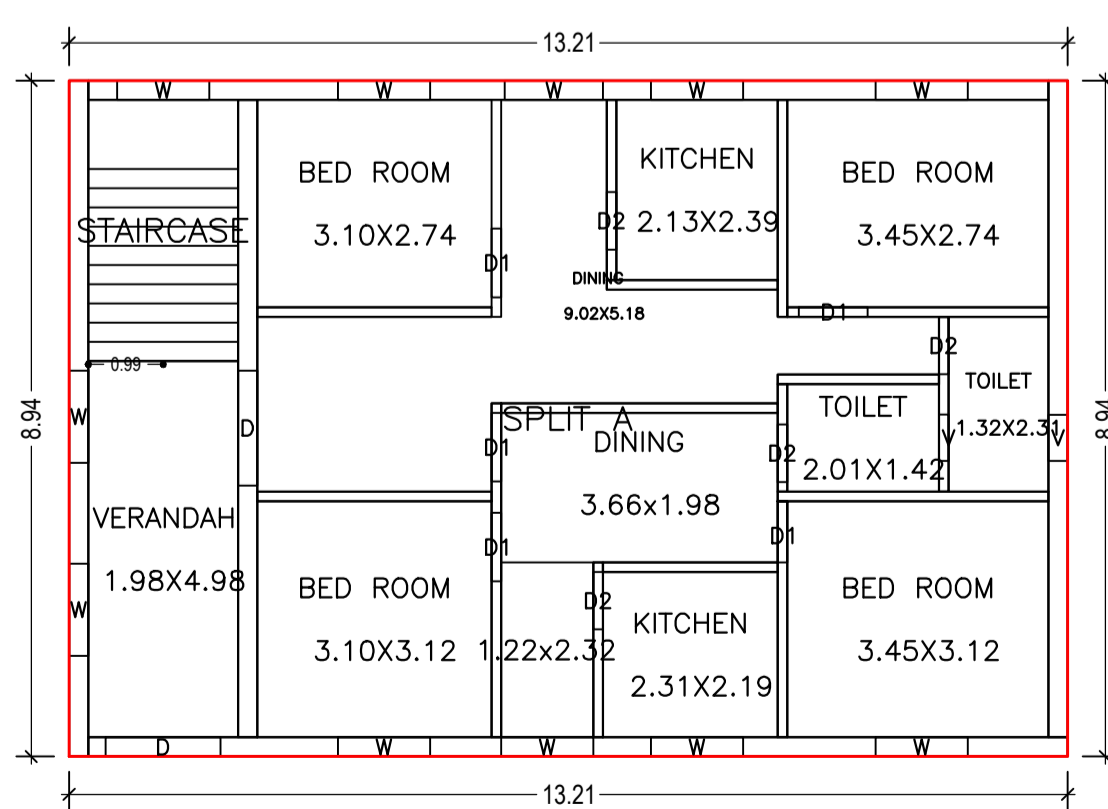 13.21
W W W W W
BED ROOM
3.10X2.74
KITCHEN
2.13X2.39
BED ROOM
3.45X2.74
STAIRCASE
D2
D1
DINING
9.02X5.18
D1
D2
0.99
TOILET
1.32X2.31
TOILET
2.01X1.42
8.94
8.94
W
D
SPLIT A
DINING
3.66x1.98
D1
D2
VERANDAH
1.98X4.98
D1
D1
BED ROOM
3.10X3.12
W
D2
1.22x2.32
KITCHEN
2.31X2.19
BED ROOM
3.45X3.12
D W W W W
13.21